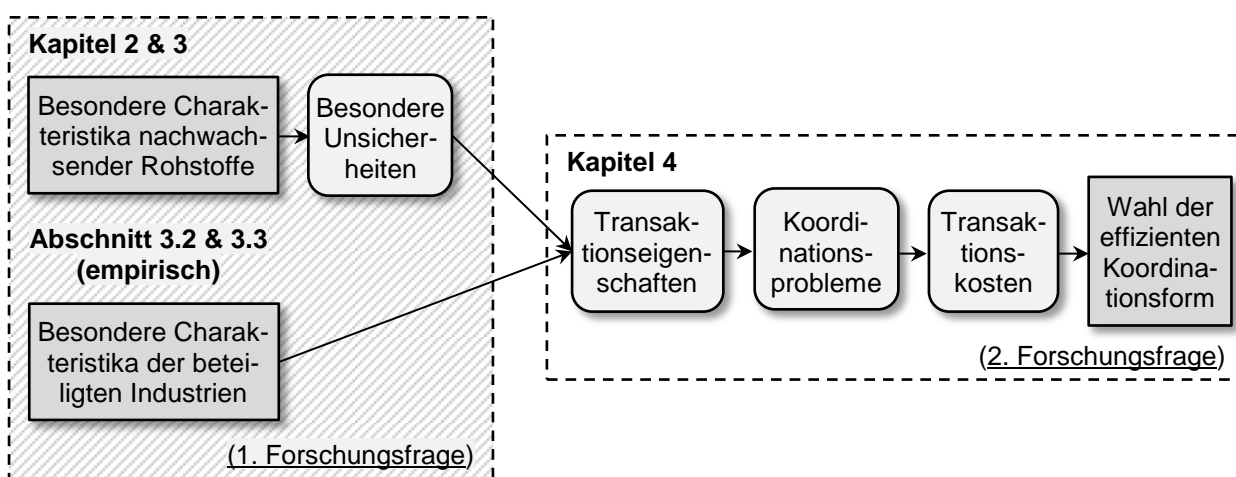 Kapitel 2 & 3
Besondere Charak-
teristika nachwach-
sender Rohstoffe
Besondere
Unsicher-
heiten
Abschnitt 3.2 & 3.3
(empirisch)
Besondere Charak-
teristika der betei-
ligten Industrien
(1. Forschungsfrage)
Kapitel 4
Transak-
tionseigen-
schaften
Koordi-
nations-
probleme
Transak-
tions-
kosten
Wahl der
effizienten
Koordina-
tionsform
(2. Forschungsfrage)